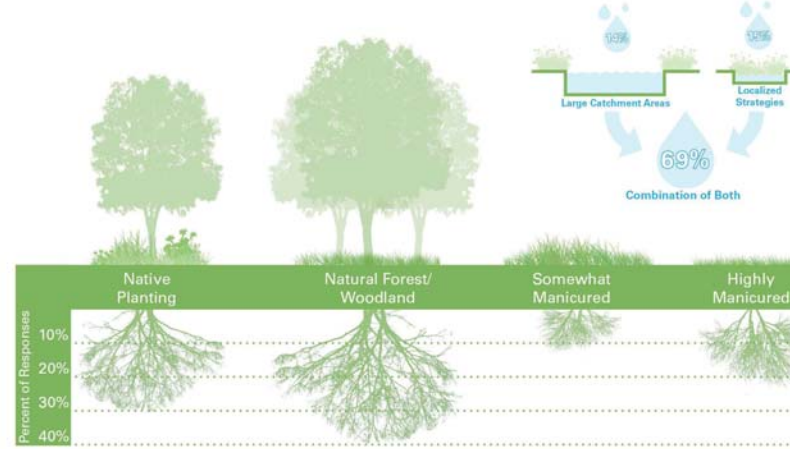 14%
Large Catchment Areas
Localized
Strategies
69%
Combination of Both
Native
Planting
Natural Forest/
Woodland
Somewhat
Manicured
Highly
Manicured
Percent of Responses
10%
20%
30%
40%